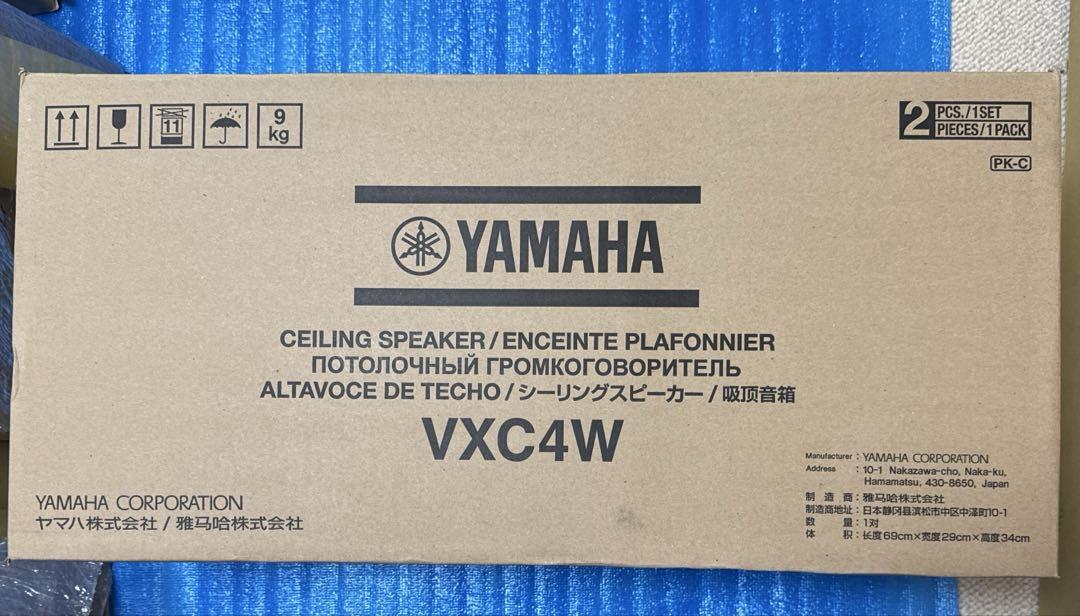 11
9
kg
2 PCS./1SET
PIECES/1PACK
PK-C
YAMAHA
CEILING SPEAKER/ENCEINTE PLAFONNIER
ПОТОЛОЧНЫЙ ГРОМКОГОВОРИТЕЛЬ
ALTAVOCE DE TECHO/シーリングスピーカー/吸顶音箱
VXC4W
Manufacturer : YAMAHA CORPORATION
Address : 10-1 Nakazawa-cho, Naka-ku,
Hamamatsu, 430-8650, Japan
制造商:雅马哈株式会社
制造商地址:日本静冈县滨松市中区中泽町10-1
数量:1对
体积:长度69cm×宽度29cm×高度34cm
YAMAHA CORPORATION
ヤマハ株式会社/雅马哈株式会社